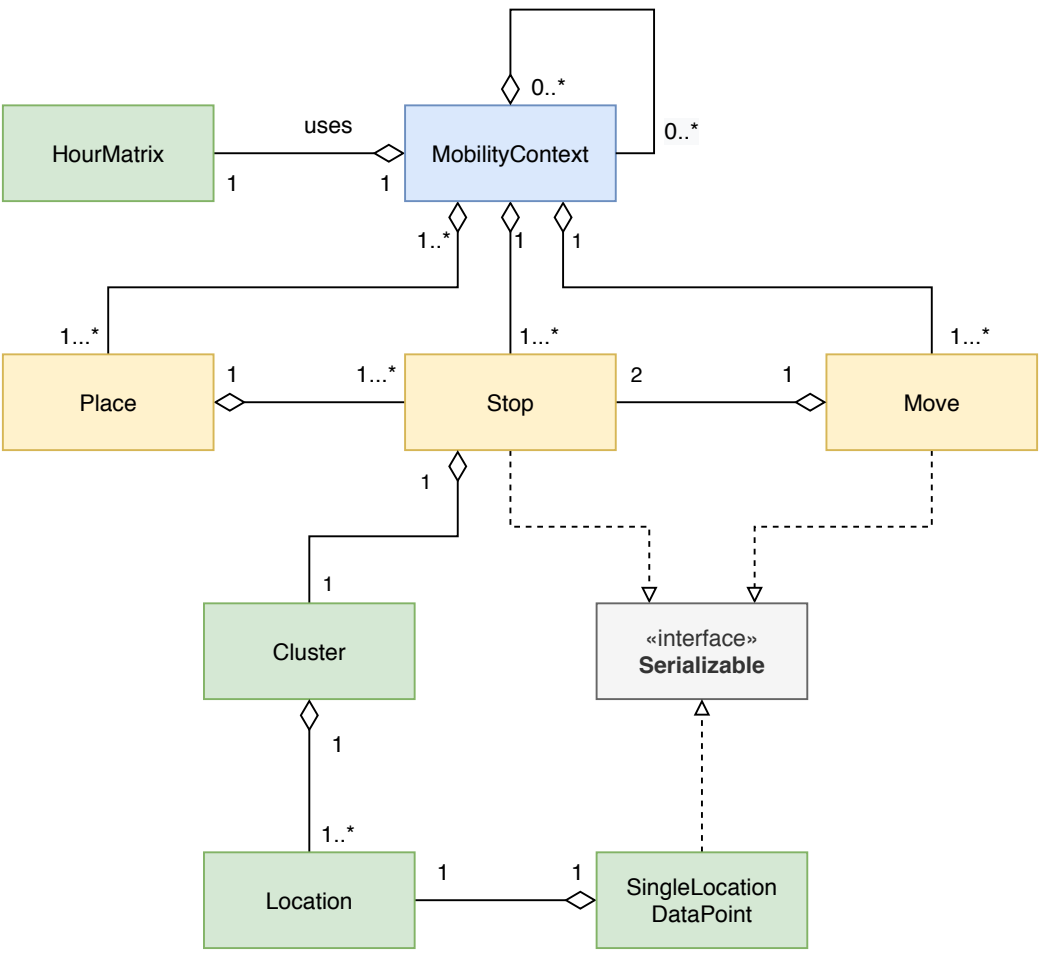 0..*
uses
0..*
HourMatrix
MobilityContext
1
1
1..*
1
1
1...*
1...*
1...*
1
1...*
2
1
Place
Stop
Move
1
1
«interface»
Serializable
Cluster
1
1..*
1
1
SingleLocation
DataPoint
Location